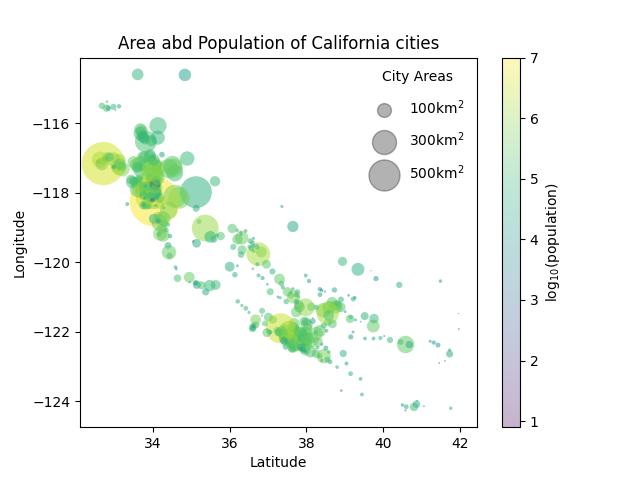 Area abd Population of California cities
City Areas
100km²
300km²
500km²
−116
−118
−120
−122
−124
Longitude
34
36
38
40
42
Latitude
7
6
5
4
3
2
1
log₁₀(population)